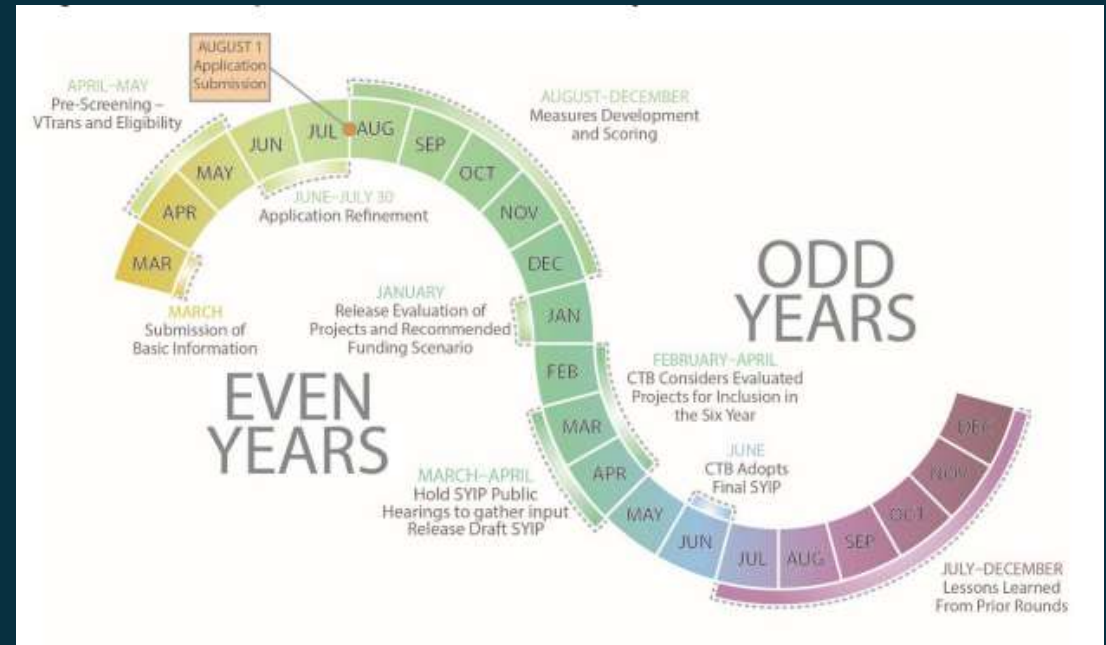 AUGUST 1
Application
Submission
APRIL–MAY
Pre-Screening –
VTrans and Eligibility
MAR
APR
MAY
JUN
JUL
AUG
SEP
OCT
NOV
DEC
JAN
FEB
MAR
APR
MAY
JUN
JUL
AUG
SEP
OCT
NOV
DEC
AUGUST–DECEMBER
Measures Development
and Scoring
JUNE–JULY 30
Application Refinement
MARCH
Submission of
Basic Information
JANUARY
Release Evaluation of
Projects and Recommended
Funding Scenario
EVEN
YEARS
ODD
YEARS
FEBRUARY–APRIL
CTB Considers Evaluated
Projects for Inclusion in
the Six Year
MARCH–APRIL
Hold SYIP Public
Hearings to gather input
Release Draft SYIP
JUNE
CTB Adopts
Final SYIP
JULY–DECEMBER
Lessons Learned
From Prior Rounds